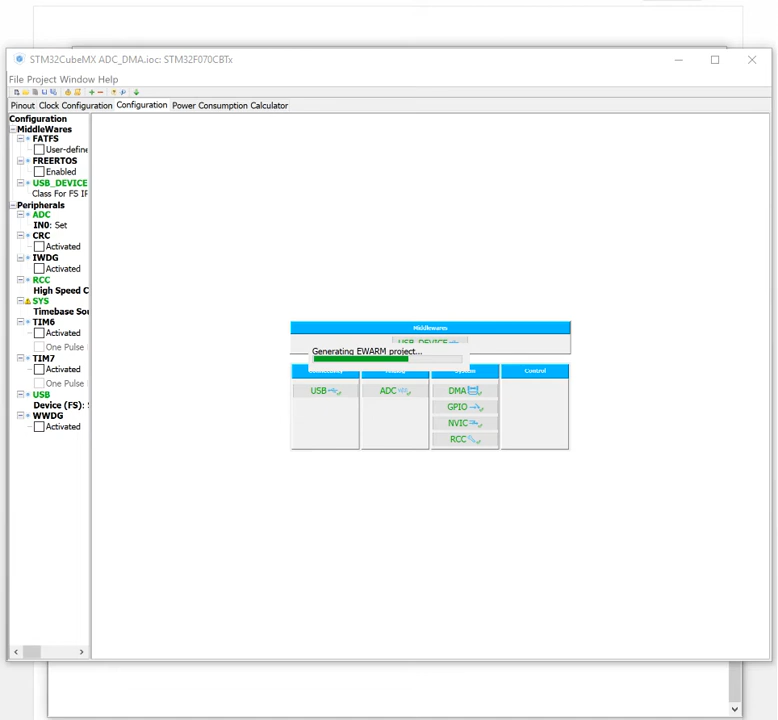 STM32CubeMX ADC_DMA.ioc: STM32F070CBTx
File Project Window Help
Pinout Clock Configuration Configuration Power Consumption Calculator
Configuration
MiddleWares
FATFS
User-define
FREERTOS
Enabled
USB_DEVICE
Class For FS IP
Peripherals
ADC
IN0: Set
CRC
Activated
IWDG
Activated
RCC
High Speed C
SYS
Timebase Sou
TIM6
Activated
One Pulse
TIM7
Activated
One Pulse
USB
Device (FS):
WWDG
Activated
Middlewares
USB_DEVICE
Generating EWARM project...
Control
USB ADC DMA
GPIO
NVIC
RCC